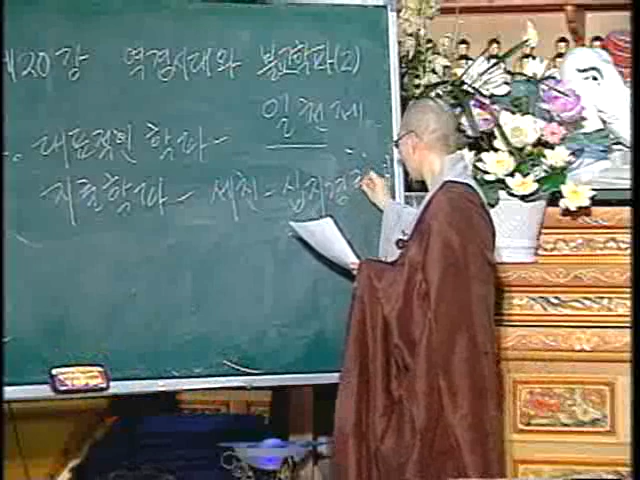 제20강 역경시대와 불교학파(2)
일천제
대표적인 학파 -
지론학파 - 세친 - 십지경